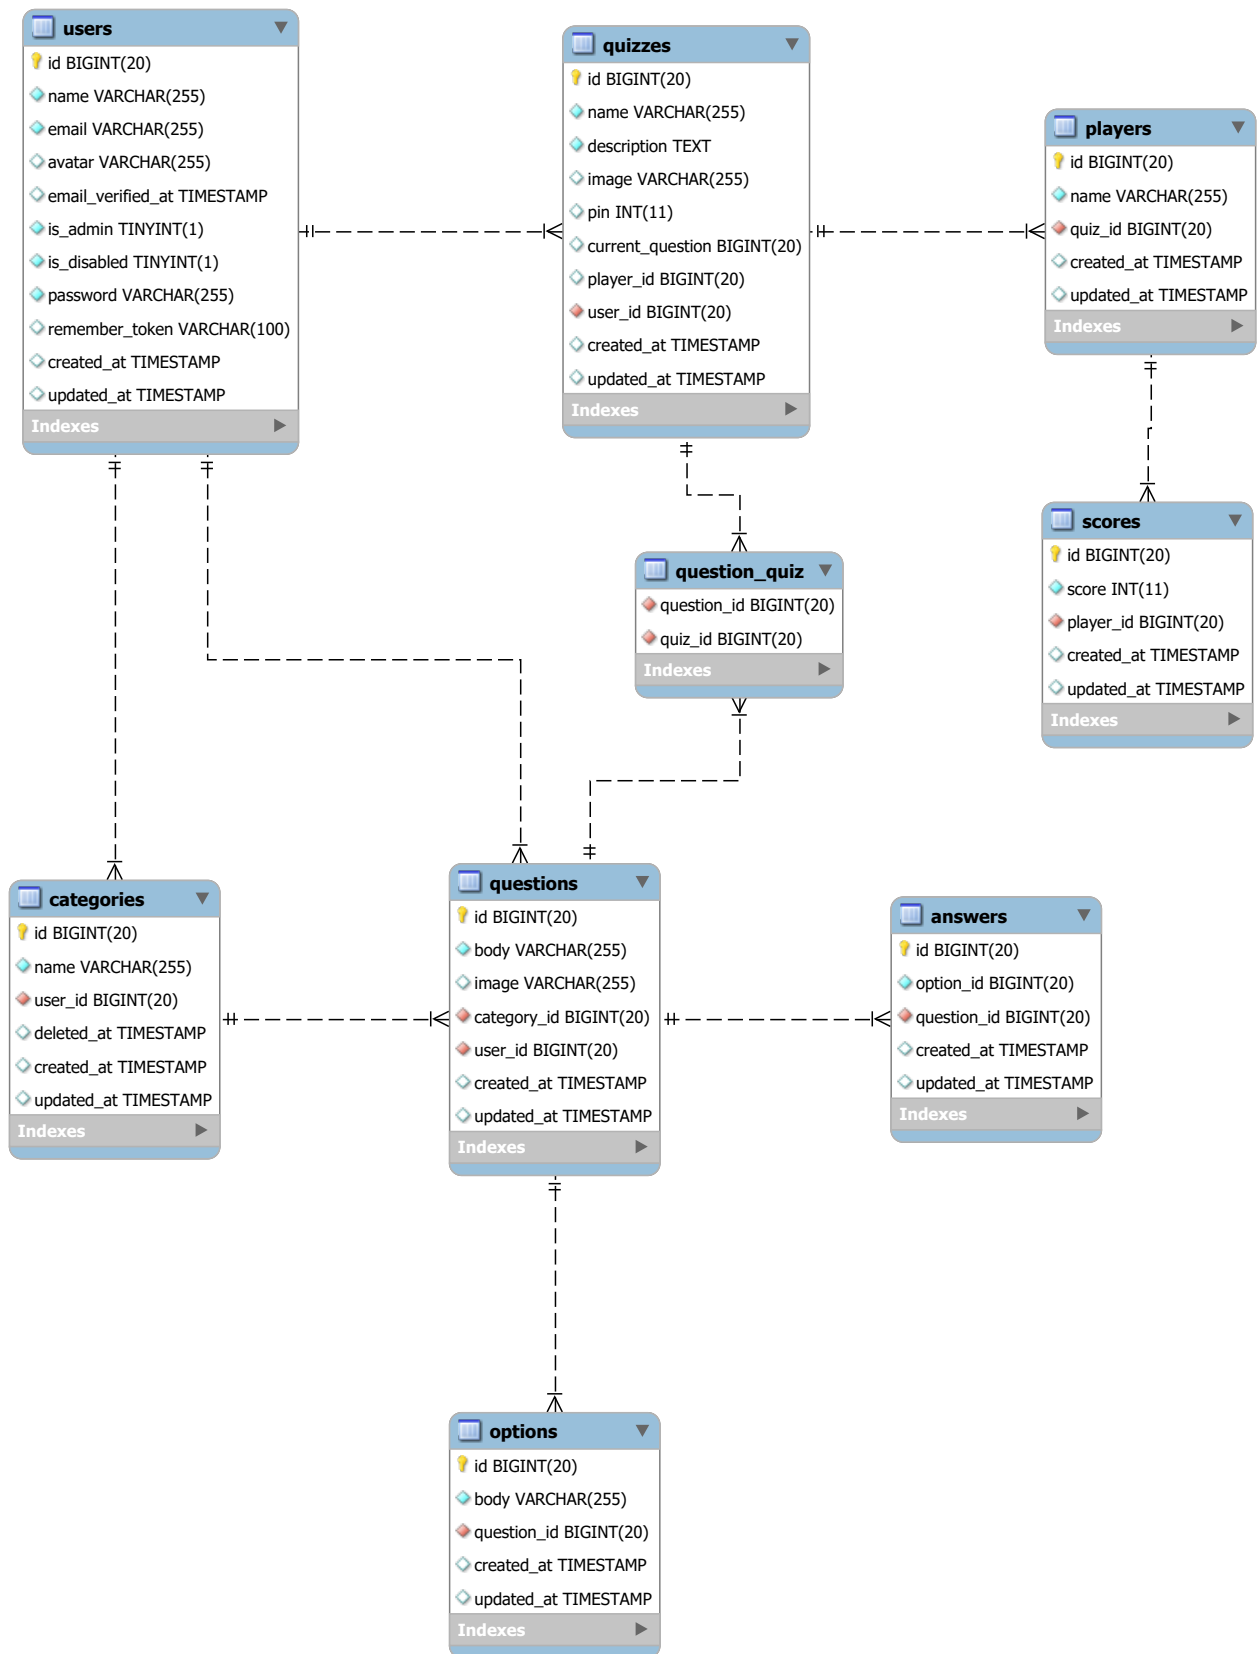 users
id BIGINT(20)
name VARCHAR(255)
email VARCHAR(255)
avatar VARCHAR(255)
email_verified_at TIMESTAMP
is_admin TINYINT(1)
is_disabled TINYINT(1)
password VARCHAR(255)
remember_token VARCHAR(100)
created_at TIMESTAMP
updated_at TIMESTAMP
Indexes
quizzes
id BIGINT(20)
name VARCHAR(255)
description TEXT
image VARCHAR(255)
pin INT(11)
current_question BIGINT(20)
player_id BIGINT(20)
user_id BIGINT(20)
created_at TIMESTAMP
updated_at TIMESTAMP
Indexes
players
id BIGINT(20)
name VARCHAR(255)
quiz_id BIGINT(20)
created_at TIMESTAMP
updated_at TIMESTAMP
Indexes
scores
id BIGINT(20)
score INT(11)
player_id BIGINT(20)
created_at TIMESTAMP
updated_at TIMESTAMP
Indexes
question_quiz
question_id BIGINT(20)
quiz_id BIGINT(20)
Indexes
categories
id BIGINT(20)
name VARCHAR(255)
user_id BIGINT(20)
deleted_at TIMESTAMP
created_at TIMESTAMP
updated_at TIMESTAMP
Indexes
questions
id BIGINT(20)
body VARCHAR(255)
image VARCHAR(255)
category_id BIGINT(20)
user_id BIGINT(20)
created_at TIMESTAMP
updated_at TIMESTAMP
Indexes
answers
id BIGINT(20)
option_id BIGINT(20)
question_id BIGINT(20)
created_at TIMESTAMP
updated_at TIMESTAMP
Indexes
options
id BIGINT(20)
body VARCHAR(255)
question_id BIGINT(20)
created_at TIMESTAMP
updated_at TIMESTAMP
Indexes